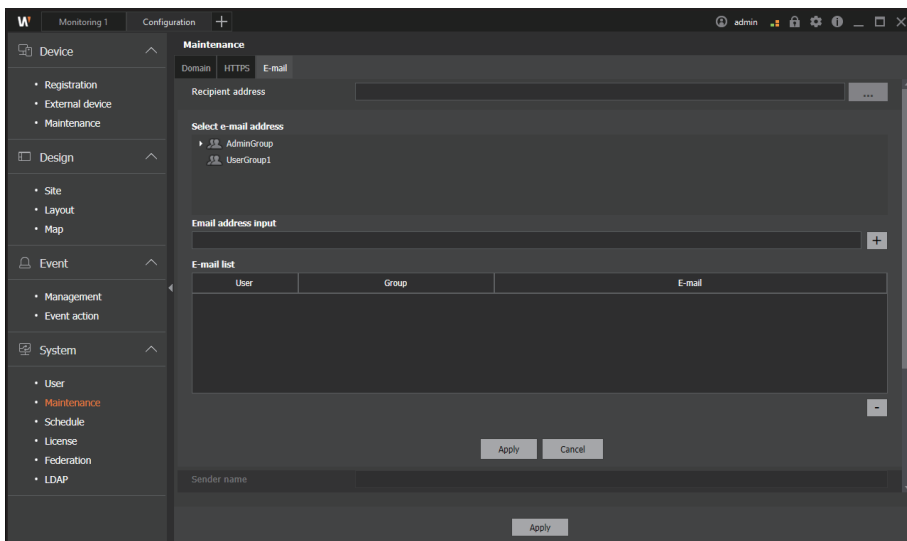 Monitoring 1
Configuration
admin
Device
Registration
External device
Maintenance
Design
Site
Layout
Map
Event
Management
Event action
System
User
Maintenance
Schedule
License
Federation
LDAP
Maintenance
Domain HTTPS E-mail
Recipient address
...
Select e-mail address
AdminGroup
UserGroup1
Email address input
+
E-mail list
User Group E-mail
-
Apply Cancel
Sender name
Apply